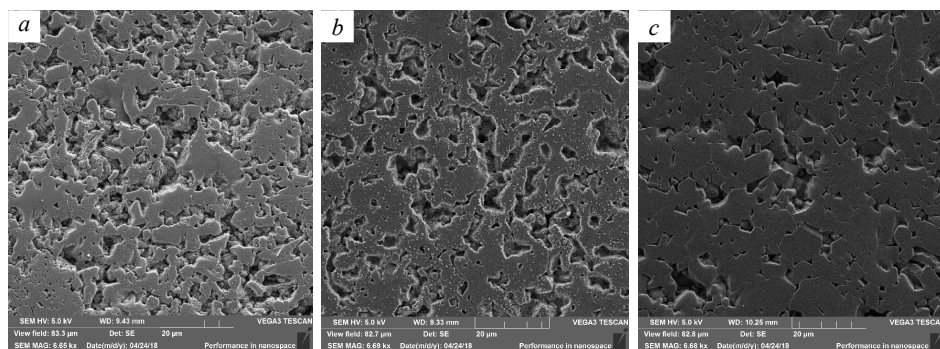 a
SEM HV: 5.0 kV WD: 9.43 mm VEGA3 TESCAN
View field: 83.3 µm Det: SE 20 µm
SEM MAG: 6.65 kx Date(m/d/y): 04/24/18 Performance in nanospace
b
SEM HV: 5.0 kV WD: 9.33 mm VEGA3 TESCAN
View field: 82.7 µm Det: SE 20 µm
SEM MAG: 6.69 kx Date(m/d/y): 04/24/18 Performance in nanospace
c
SEM HV: 5.0 kV WD: 10.25 mm VEGA3 TESCAN
View field: 82.8 µm Det: SE 20 µm
SEM MAG: 6.68 kx Date(m/d/y): 04/24/18 Performance in nanospace